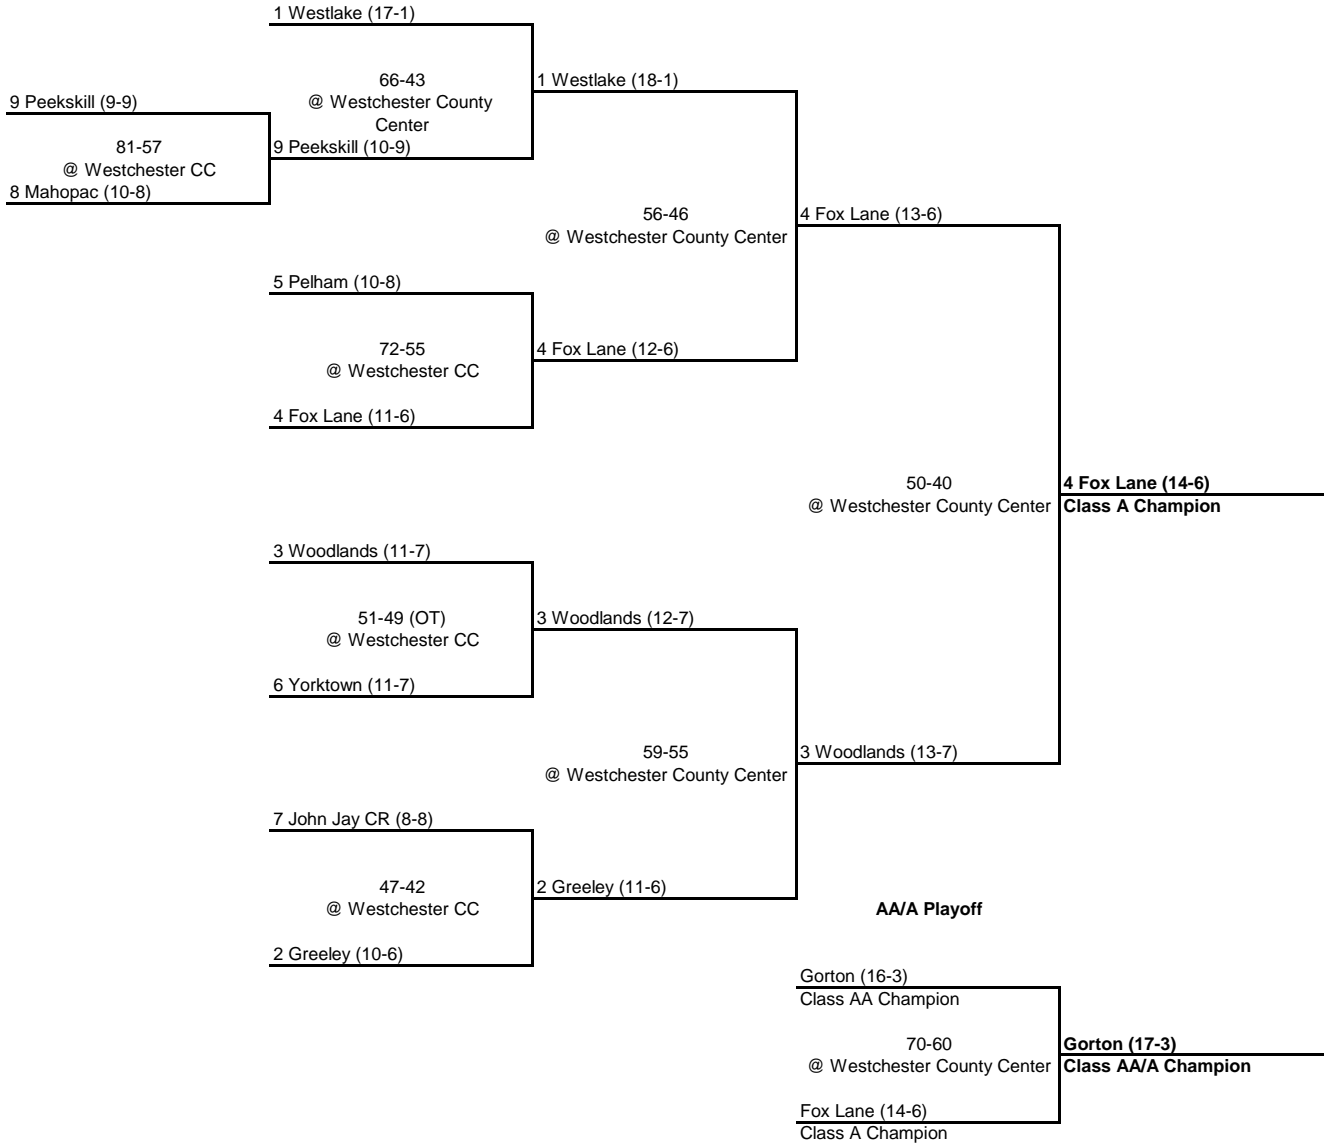 1 Westlake (17-1)
66-43
@ Westchester County
Center
1 Westlake (18-1)
9 Peekskill (9-9)
81-57
@ Westchester CC
9 Peekskill (10-9)
8 Mahopac (10-8)
56-46
@ Westchester County Center
4 Fox Lane (13-6)
5 Pelham (10-8)
72-55
@ Westchester CC
4 Fox Lane (12-6)
4 Fox Lane (11-6)
50-40
@ Westchester County Center
4 Fox Lane (14-6)
Class A Champion
3 Woodlands (11-7)
51-49 (OT)
@ Westchester CC
3 Woodlands (12-7)
6 Yorktown (11-7)
59-55
@ Westchester County Center
3 Woodlands (13-7)
7 John Jay CR (8-8)
47-42
@ Westchester CC
2 Greeley (11-6)
2 Greeley (10-6)
AA/A Playoff
Gorton (16-3)
Class AA Champion
70-60
@ Westchester County Center
Gorton (17-3)
Class AA/A Champion
Fox Lane (14-6)
Class A Champion